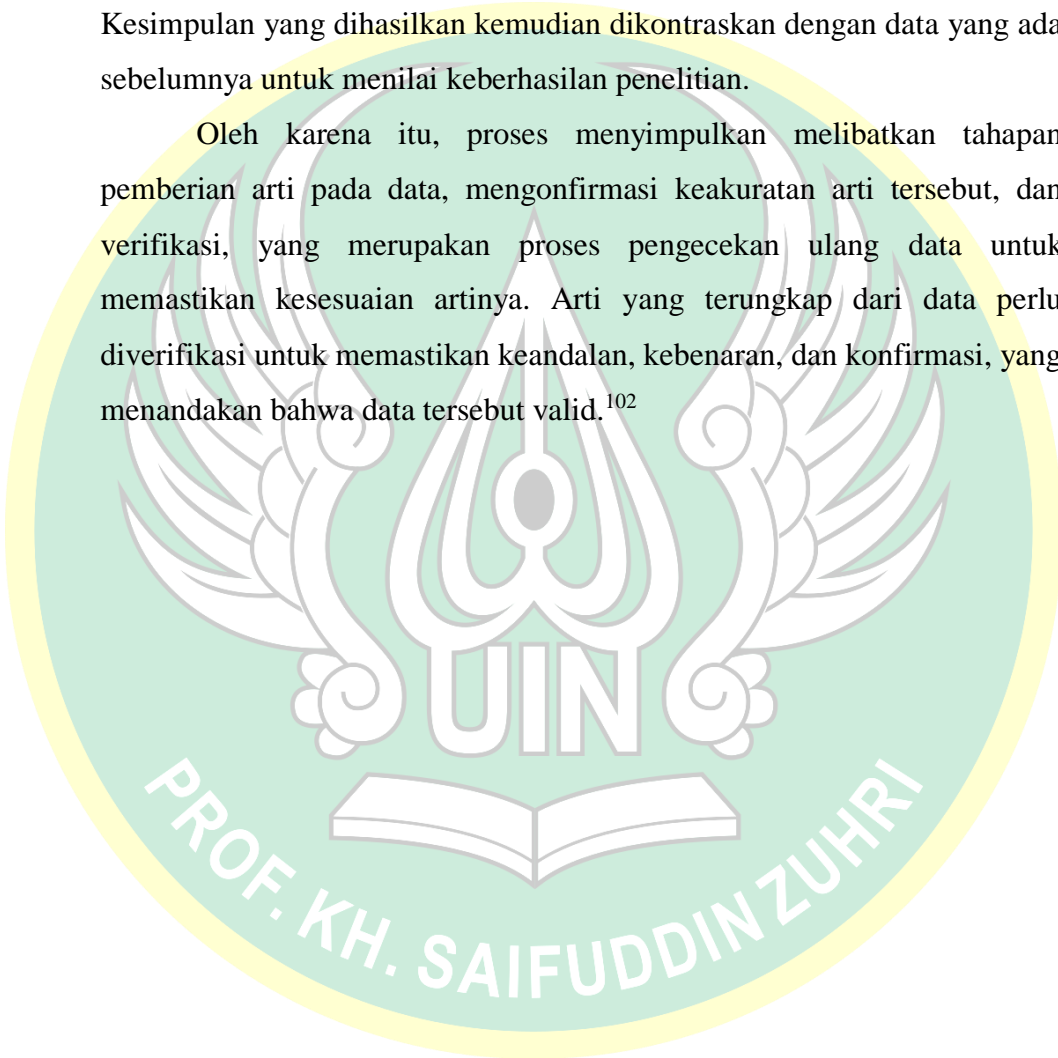 Kesimpulan yang dihasilkan kemudian dikontraskan dengan data yang ada
sebelumnya untuk menilai keberhasilan penelitian.
Oleh karena itu, proses menyimpulkan melibatkan tahapan
pemberian arti pada data, mengonfirmasi keakuratan arti tersebut, dan
verifikasi, yang merupakan proses pengecekan ulang data untuk
memastikan kesesuaian artinya. Arti yang terungkap dari data perlu
diverifikasi untuk memastikan keandalan, kebenaran, dan konfirmasi, yang
menandakan bahwa data tersebut valid.102
UIN
PROF. KH. SAIFUDDIN ZUHRI